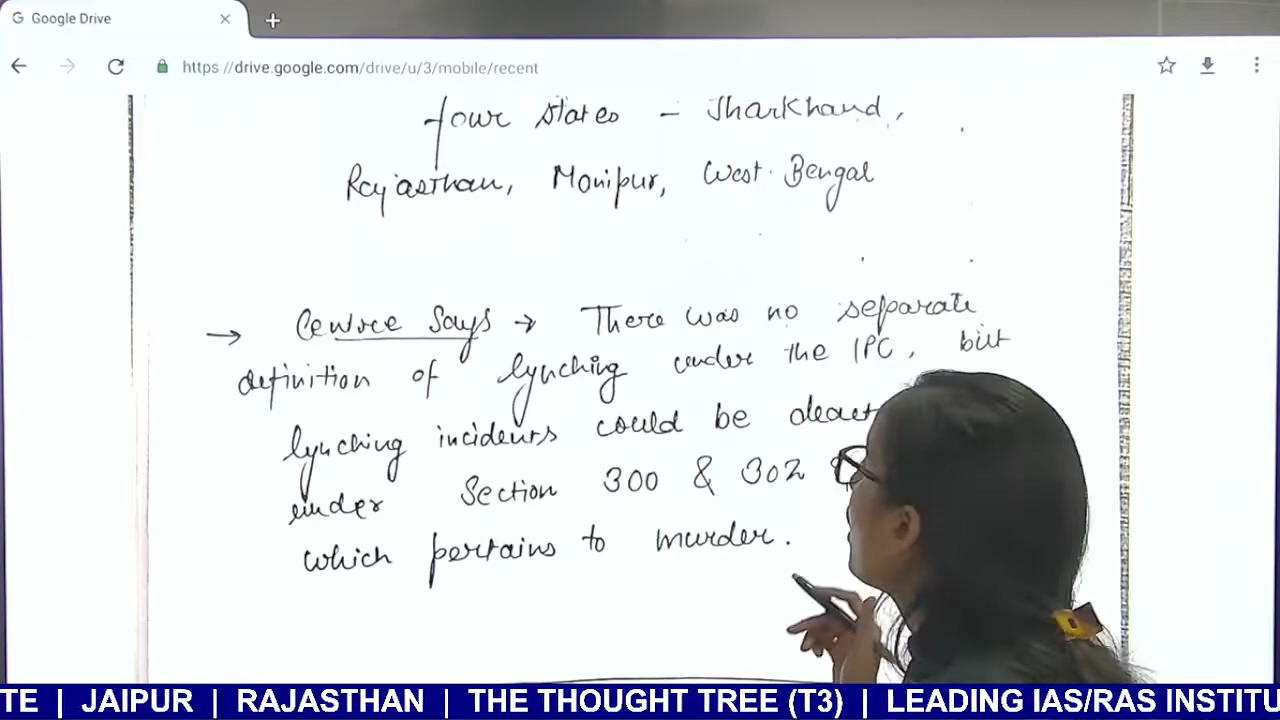 Google Drive
https://drive.google.com/drive/u/3/mobile/recent
four states – Jharkhand,
Rajasthan, Manipur, West Bengal
→ Centre says → There was no separate
definition of lynching under the IPC, but
lynching incidents could be
under Section 300 & 302
which pertains to murder.
TE | JAIPUR | RAJASTHAN | THE THOUGHT TREE (T3) | LEADING IAS/RAS INSTITU